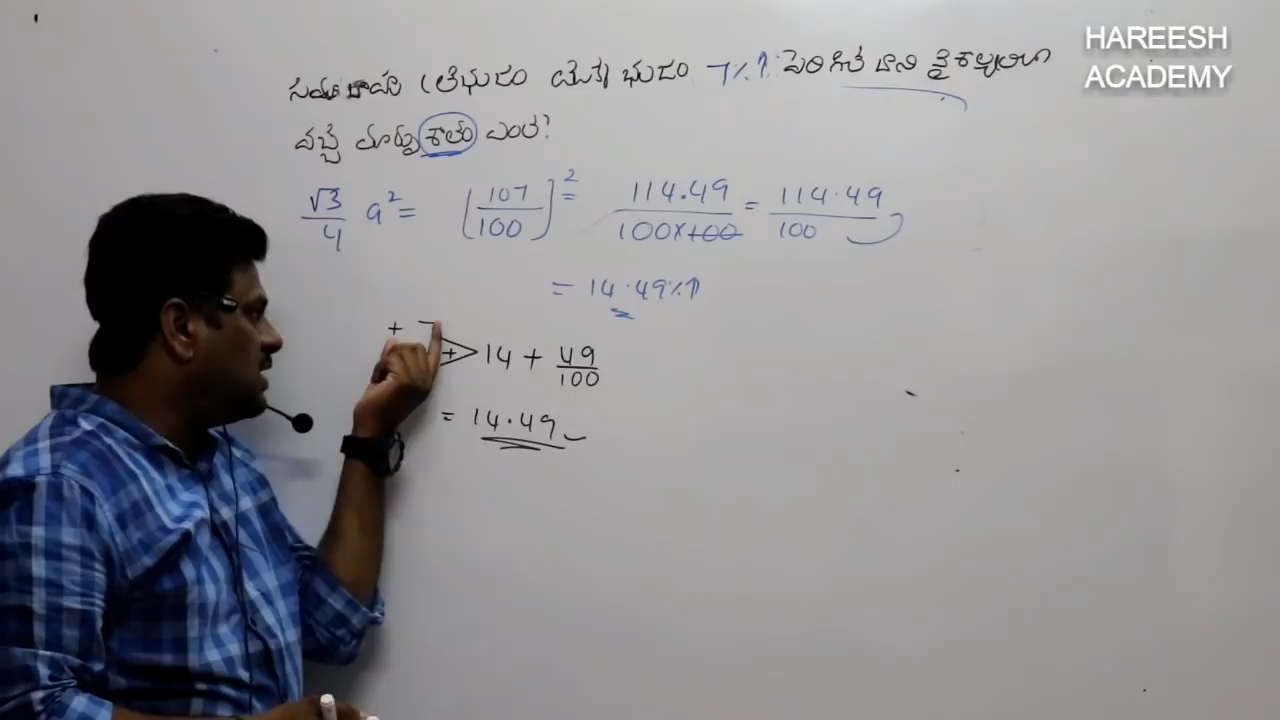 HAREESH
ACADEMY
సమబాహు త్రిభుజం యొక్క భుజం 7%↑ పెరిగితే దాని వైశాల్యంలో
వచ్చే మార్పు శాతం ఎంత?
√3/4 a² = [107/100]² = 114.49/100×100 = 114.49/100
= 14.49%↑
+ 7
+ > 14 + 49/100
= 14.49